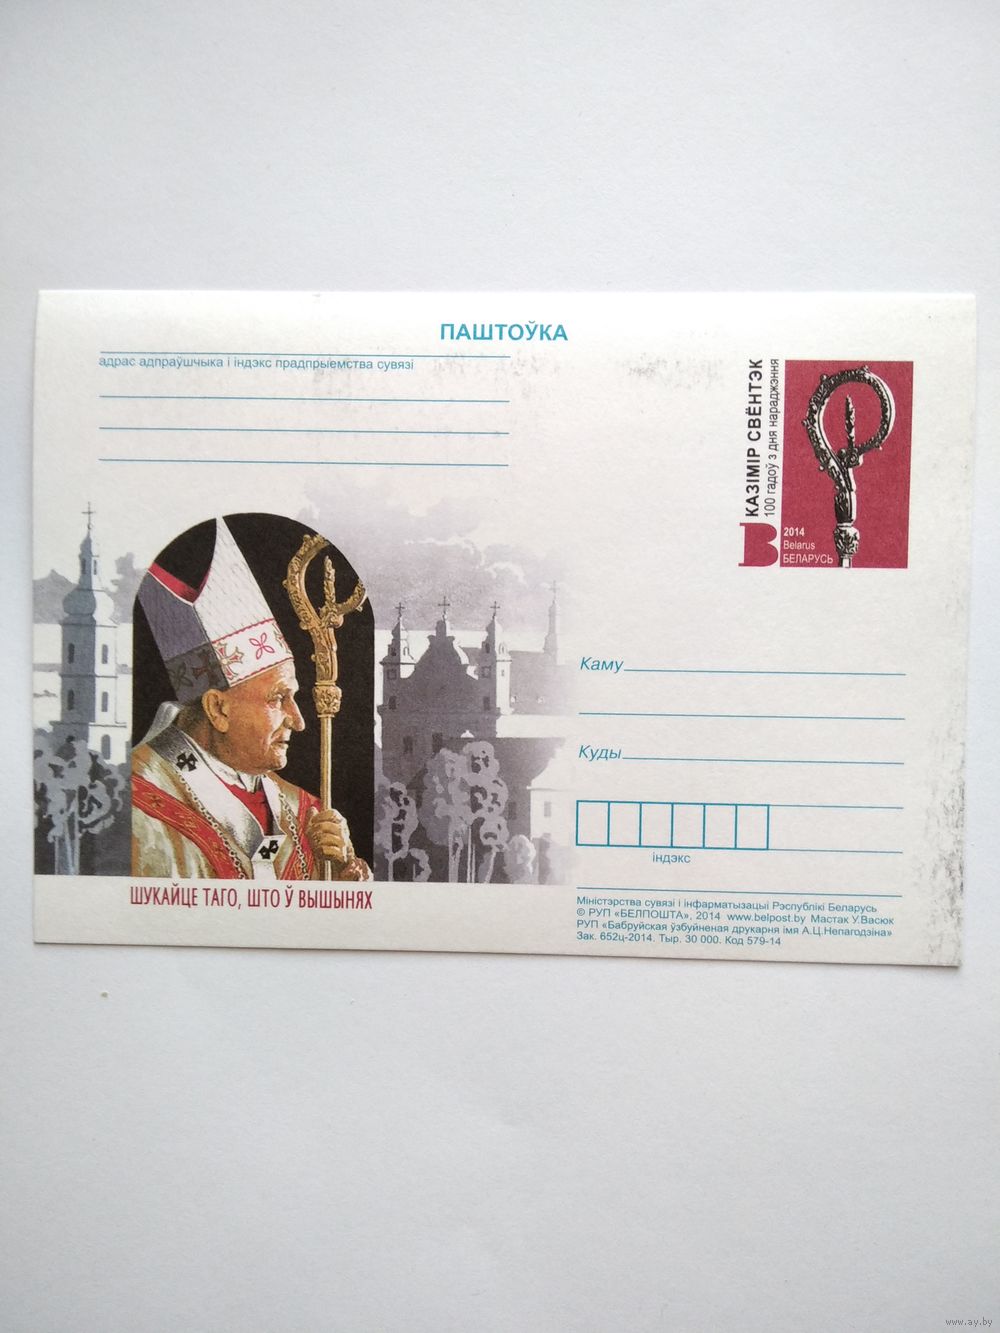 ПАШТОЎКА
адрас адпраўшчыка і індэкс прадпрыемства сувязі
КАЗІМІР СВЁНТЭК
100 гадоў з дня нараджэння
B
2014
Belarus
БЕЛАРУСЬ
Каму
Куды
індэкс
ШУКАЙЦЕ ТАГО, ШТО Ў ВЫШЫНЯХ
Міністэрства сувязі і інфарматызацыі Рэспублікі Беларусь
© РУП «БЕЛПОШТА», 2014 www.belpost.by Мастак У.Васюк
РУП «Бабруйская ўзбуйненая друкарня імя А.Ц.Непагодзіна»
Зак. 652ц-2014. Тыр. 30 000. Код 579-14
www.ay.by